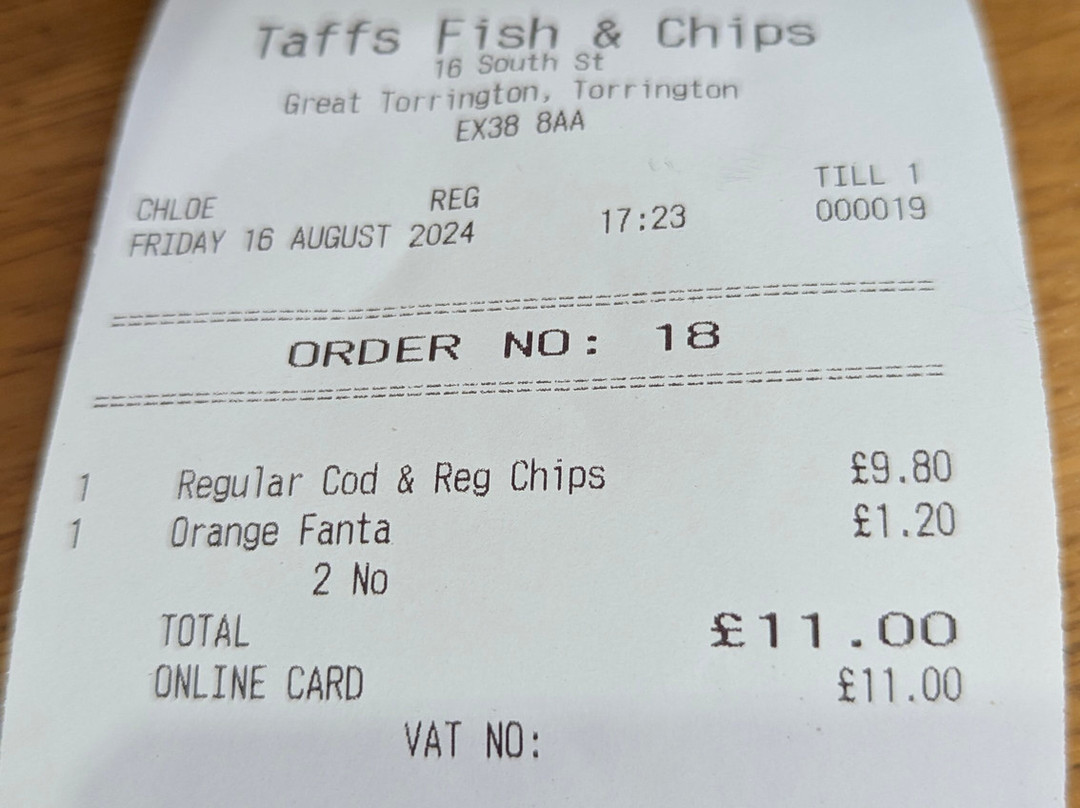 Taffs Fish & Chips
16 South St
Great Torrington, Torrington
EX38 8AA
TILL 1
CHLOE REG 000019
FRIDAY 16 AUGUST 2024 17:23
ORDER NO: 18
1 Regular Cod & Reg Chips £9.80
1 Orange Fanta £1.20
2 No
TOTAL £11.00
ONLINE CARD £11.00
VAT NO: